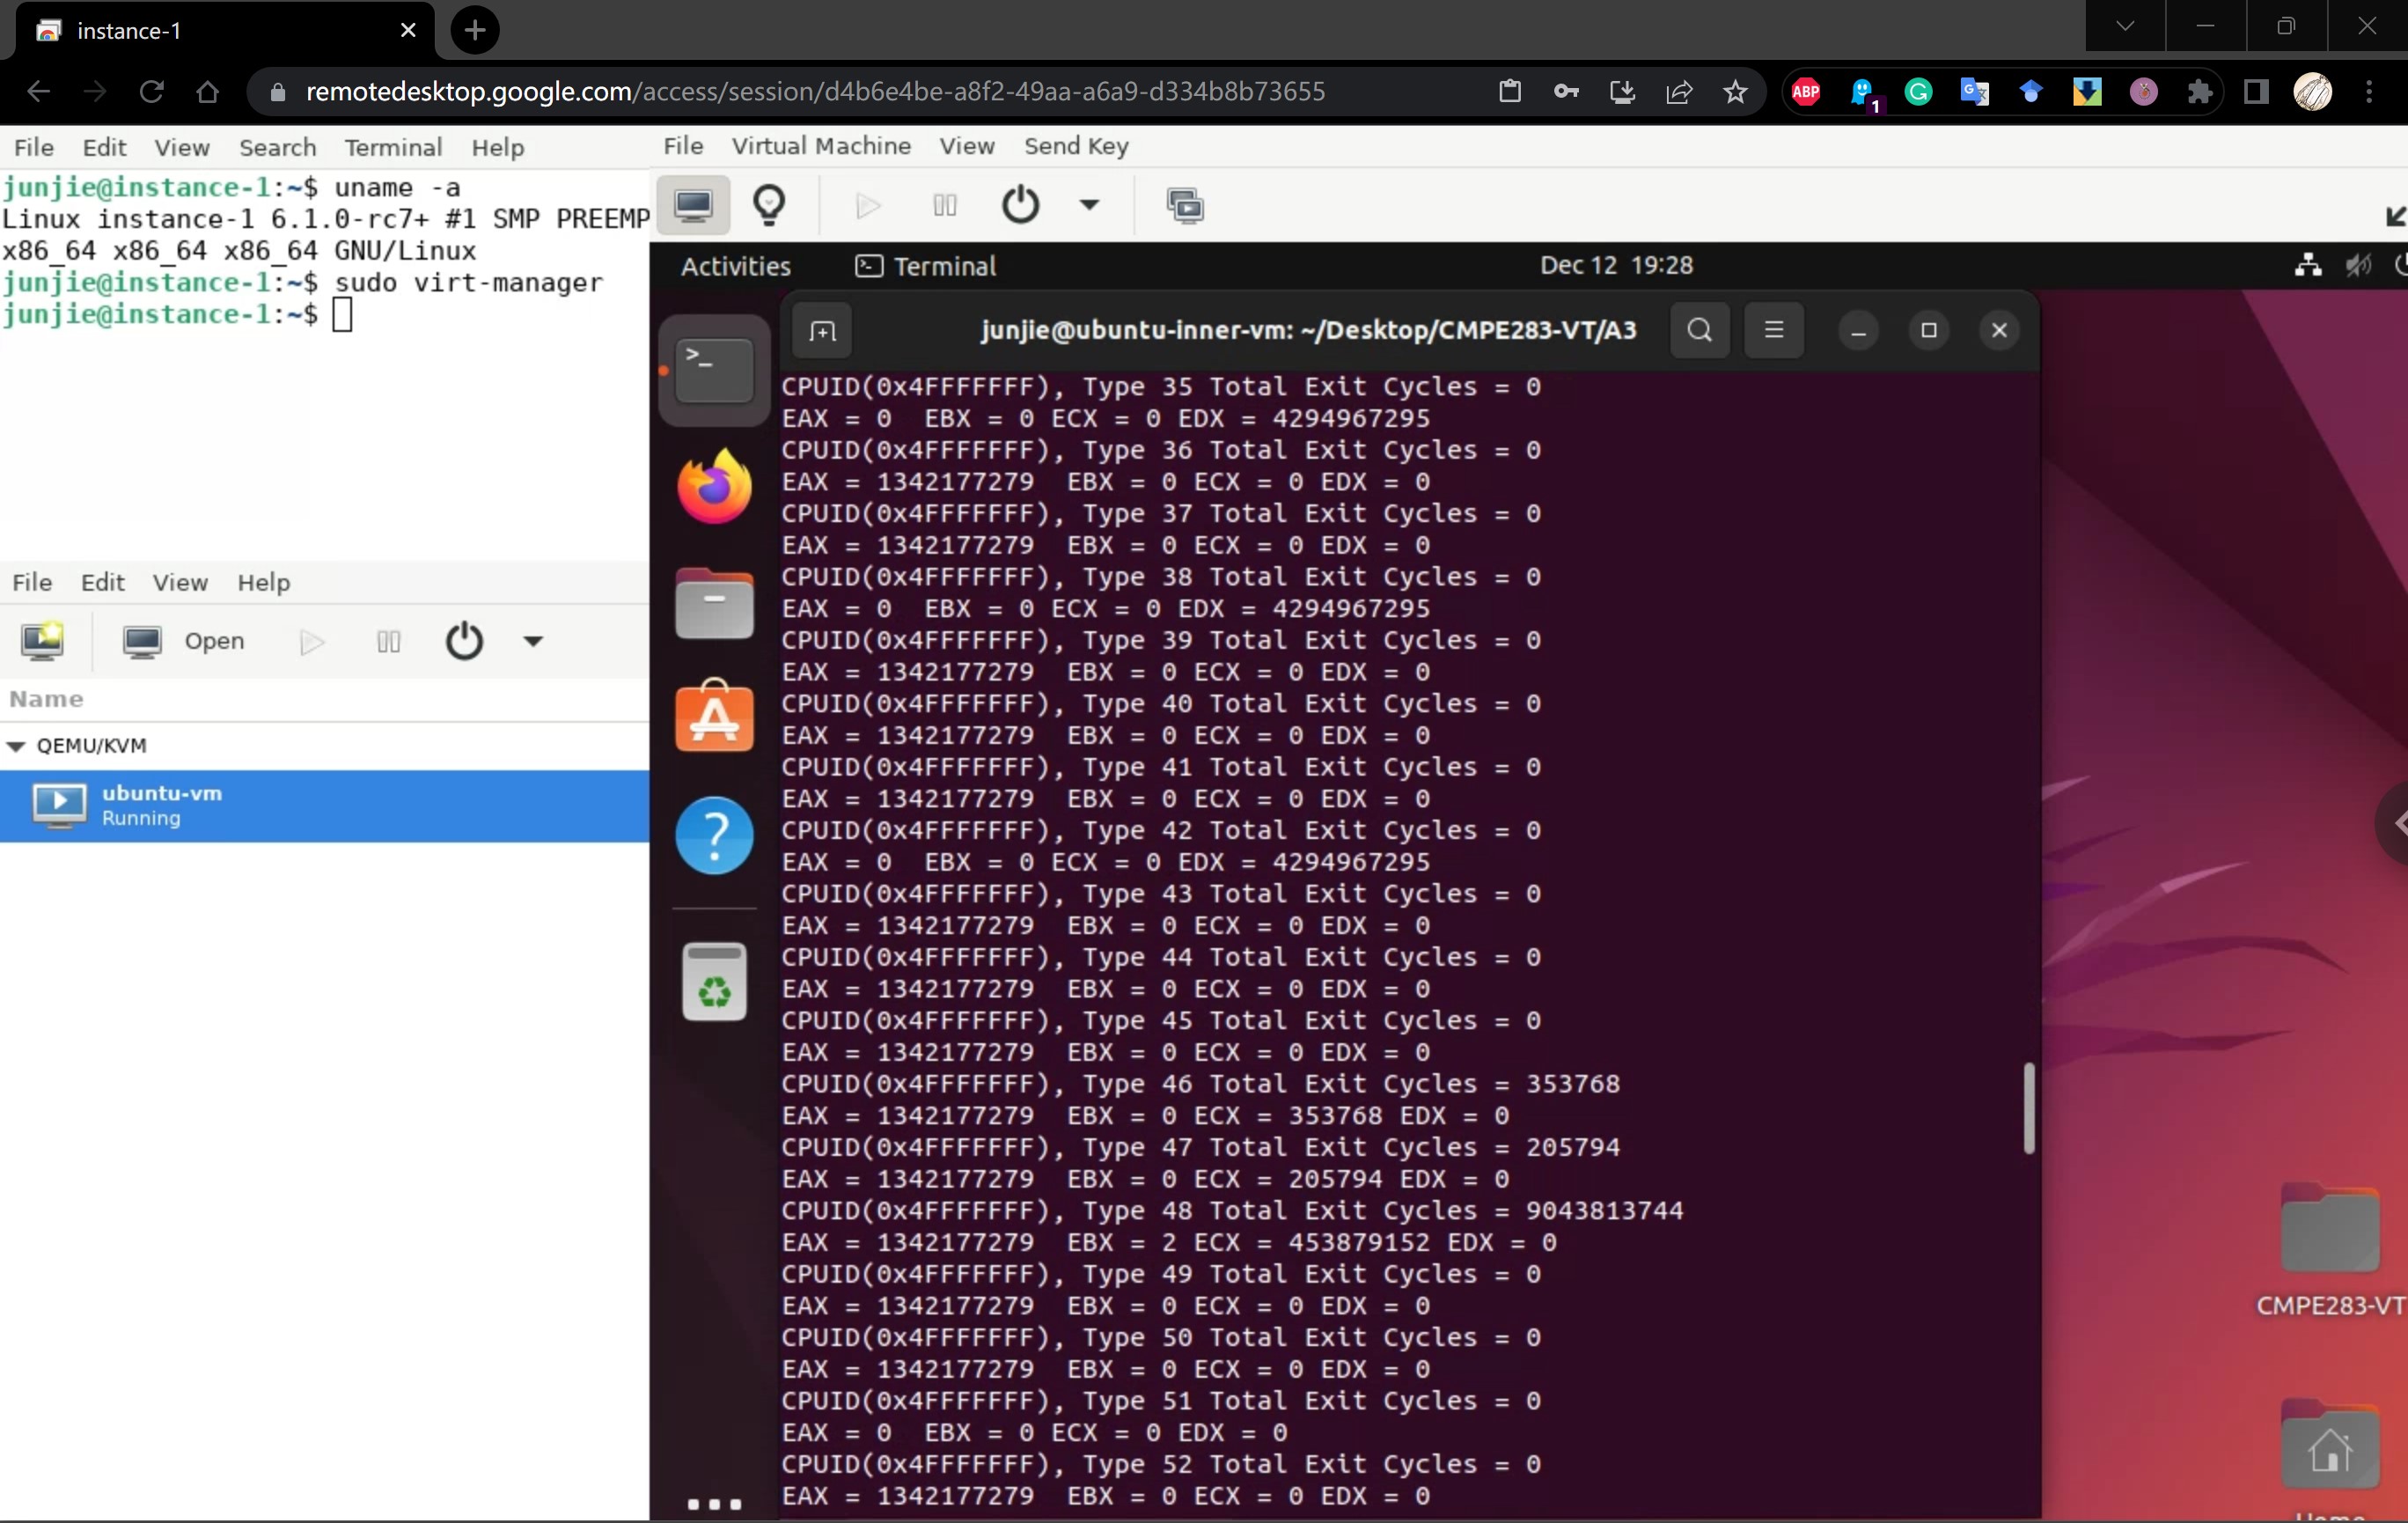 instance-1
remotedesktop.google.com/access/session/d4b6e4be-a8f2-49aa-a6a9-d334b8b73655
ABP
1
File Edit View Search Terminal Help
junjie@instance-1:~$ uname -a
Linux instance-1 6.1.0-rc7+ #1 SMP PREEMP
x86_64 x86_64 x86_64 GNU/Linux
junjie@instance-1:~$ sudo virt-manager
junjie@instance-1:~$
File Edit View Help
Open
Name
QEMU/KVM
ubuntu-vm
Running
File Virtual Machine View Send Key
Activities Terminal Dec 12 19:28
junjie@ubuntu-inner-vm: ~/Desktop/CMPE283-VT/A3
CPUID(0x4FFFFFFF), Type 35 Total Exit Cycles = 0
EAX = 0  EBX = 0 ECX = 0 EDX = 4294967295
CPUID(0x4FFFFFFF), Type 36 Total Exit Cycles = 0
EAX = 1342177279  EBX = 0 ECX = 0 EDX = 0
CPUID(0x4FFFFFFF), Type 37 Total Exit Cycles = 0
EAX = 1342177279  EBX = 0 ECX = 0 EDX = 0
CPUID(0x4FFFFFFF), Type 38 Total Exit Cycles = 0
EAX = 0  EBX = 0 ECX = 0 EDX = 4294967295
CPUID(0x4FFFFFFF), Type 39 Total Exit Cycles = 0
EAX = 1342177279  EBX = 0 ECX = 0 EDX = 0
CPUID(0x4FFFFFFF), Type 40 Total Exit Cycles = 0
EAX = 1342177279  EBX = 0 ECX = 0 EDX = 0
CPUID(0x4FFFFFFF), Type 41 Total Exit Cycles = 0
EAX = 1342177279  EBX = 0 ECX = 0 EDX = 0
CPUID(0x4FFFFFFF), Type 42 Total Exit Cycles = 0
EAX = 0  EBX = 0 ECX = 0 EDX = 4294967295
CPUID(0x4FFFFFFF), Type 43 Total Exit Cycles = 0
EAX = 1342177279  EBX = 0 ECX = 0 EDX = 0
CPUID(0x4FFFFFFF), Type 44 Total Exit Cycles = 0
EAX = 1342177279  EBX = 0 ECX = 0 EDX = 0
CPUID(0x4FFFFFFF), Type 45 Total Exit Cycles = 0
EAX = 1342177279  EBX = 0 ECX = 0 EDX = 0
CPUID(0x4FFFFFFF), Type 46 Total Exit Cycles = 353768
EAX = 1342177279  EBX = 0 ECX = 353768 EDX = 0
CPUID(0x4FFFFFFF), Type 47 Total Exit Cycles = 205794
EAX = 1342177279  EBX = 0 ECX = 205794 EDX = 0
CPUID(0x4FFFFFFF), Type 48 Total Exit Cycles = 9043813744
EAX = 1342177279  EBX = 2 ECX = 453879152 EDX = 0
CPUID(0x4FFFFFFF), Type 49 Total Exit Cycles = 0
EAX = 1342177279  EBX = 0 ECX = 0 EDX = 0
CPUID(0x4FFFFFFF), Type 50 Total Exit Cycles = 0
EAX = 1342177279  EBX = 0 ECX = 0 EDX = 0
CPUID(0x4FFFFFFF), Type 51 Total Exit Cycles = 0
EAX = 0  EBX = 0 ECX = 0 EDX = 0
CPUID(0x4FFFFFFF), Type 52 Total Exit Cycles = 0
EAX = 1342177279  EBX = 0 ECX = 0 EDX = 0
CMPE283-VT